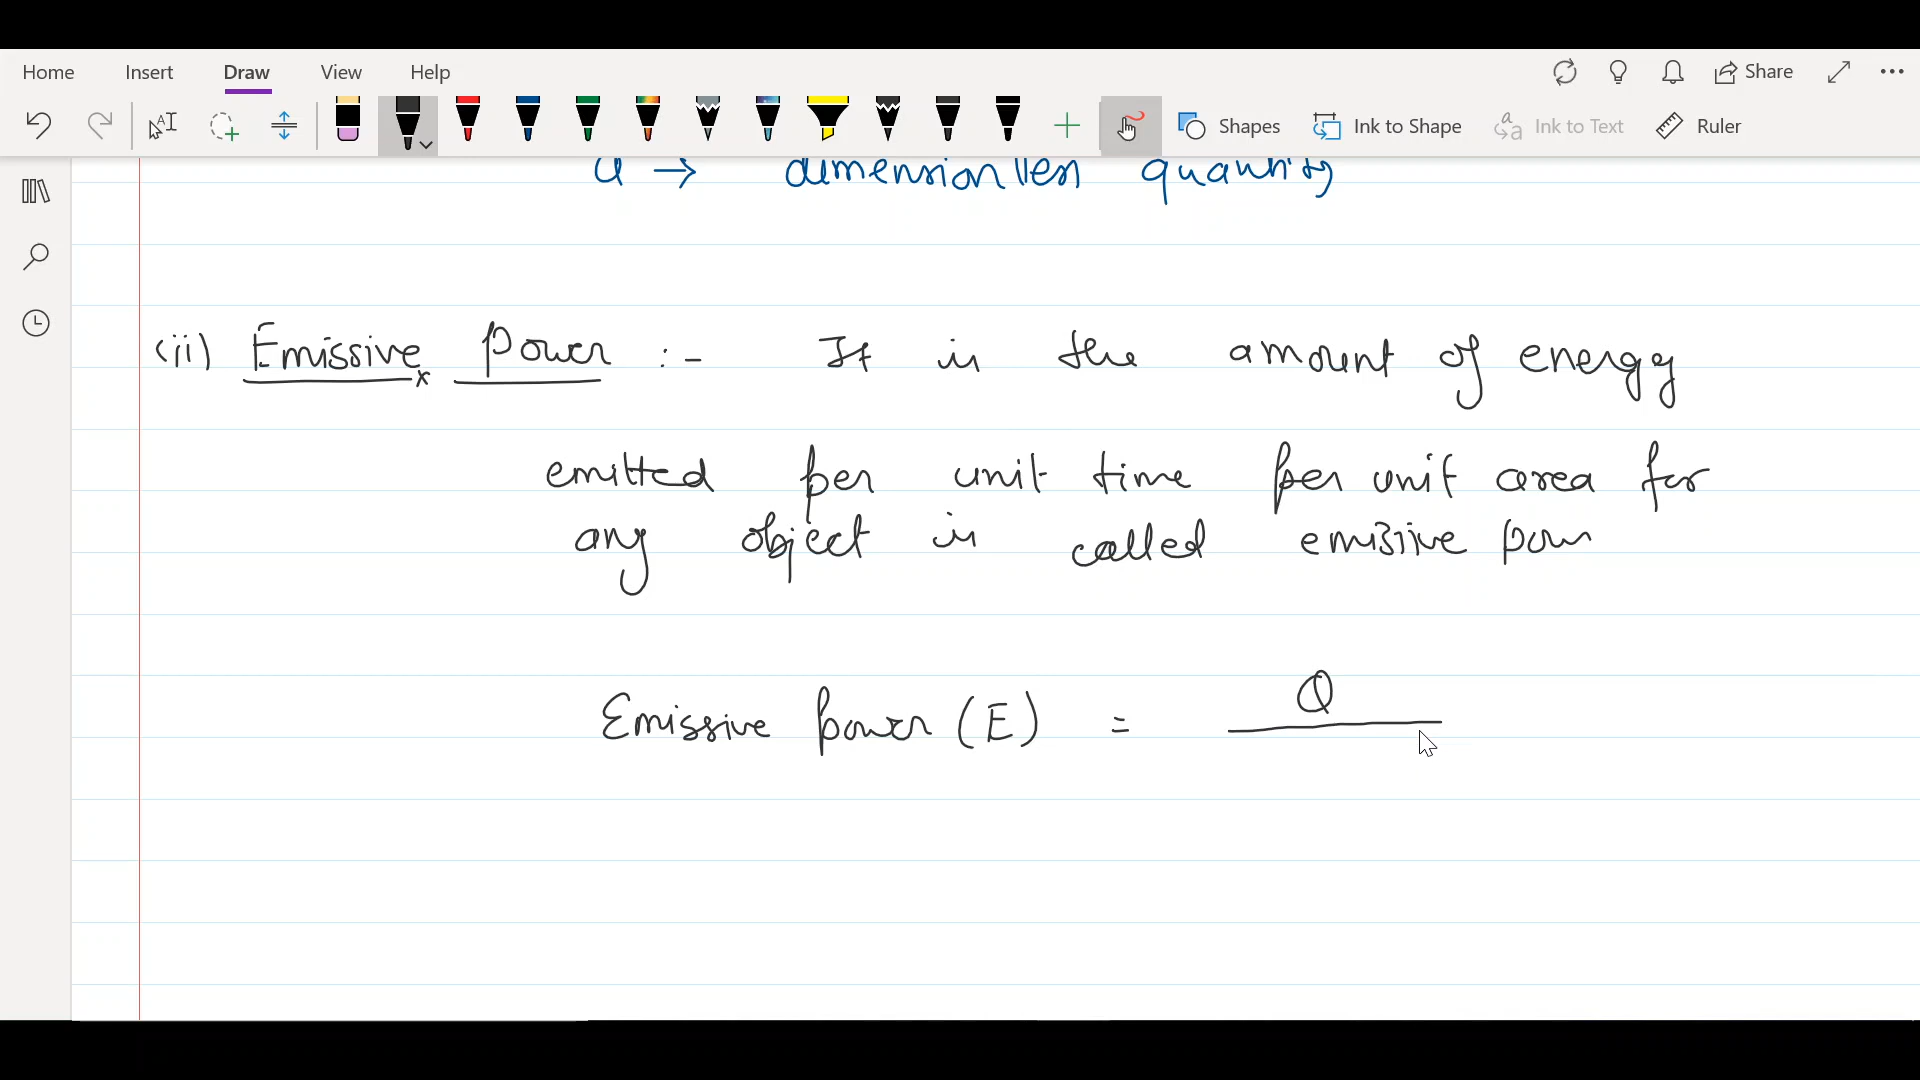 Home Insert Draw View Help Share
Shapes Ink to Shape Ink to Text Ruler
a → dimensionless quantity
(ii) Emissive Power :- It is the amount of energy
emitted per unit time per unit area for
any object is called emissive pow
Emissive power (E) = Q